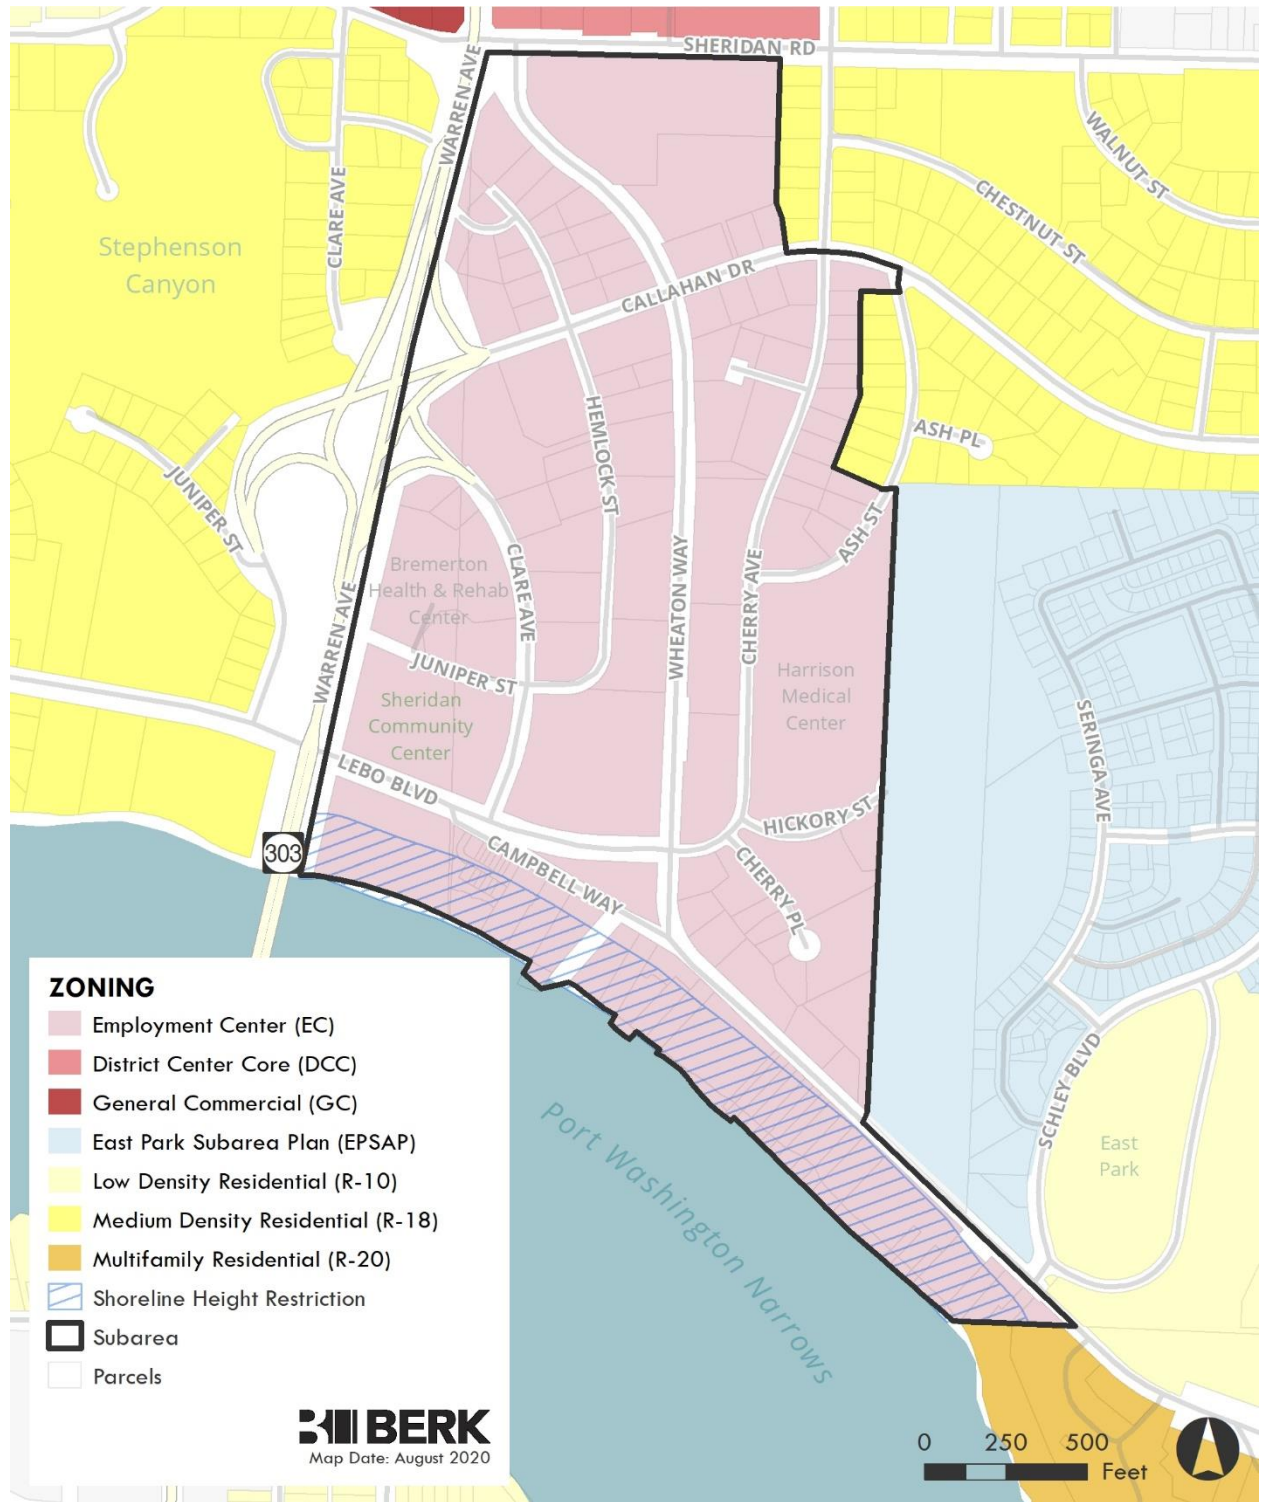 SHERIDAN RD
WARREN AVE
WALNUT ST
CLARE AVE
CHESTNUT ST
Stephenson
Canyon
CALLAHAN DR
HEMLOCK ST
ASH PL
JUNIPER ST
ASH ST
Bremerton
Health & Rehab
Center
CLARE AVE
WHEATON WAY
CHERRY AVE
WARREN AVE
JUNIPER ST
Harrison
Medical
Center
Sheridan
Community
Center
SERINGA AVE
LEBO BLVD
HICKORY ST
303
CAMPBELL WAY
CHERRY PL
SCHLEY BLVD
East
Park
Port Washington Narrows
ZONING
Employment Center (EC)
District Center Core (DCC)
General Commercial (GC)
East Park Subarea Plan (EPSAP)
Low Density Residential (R-10)
Medium Density Residential (R-18)
Multifamily Residential (R-20)
Shoreline Height Restriction
Subarea
Parcels
BERK
Map Date: August 2020
0 250 500
Feet